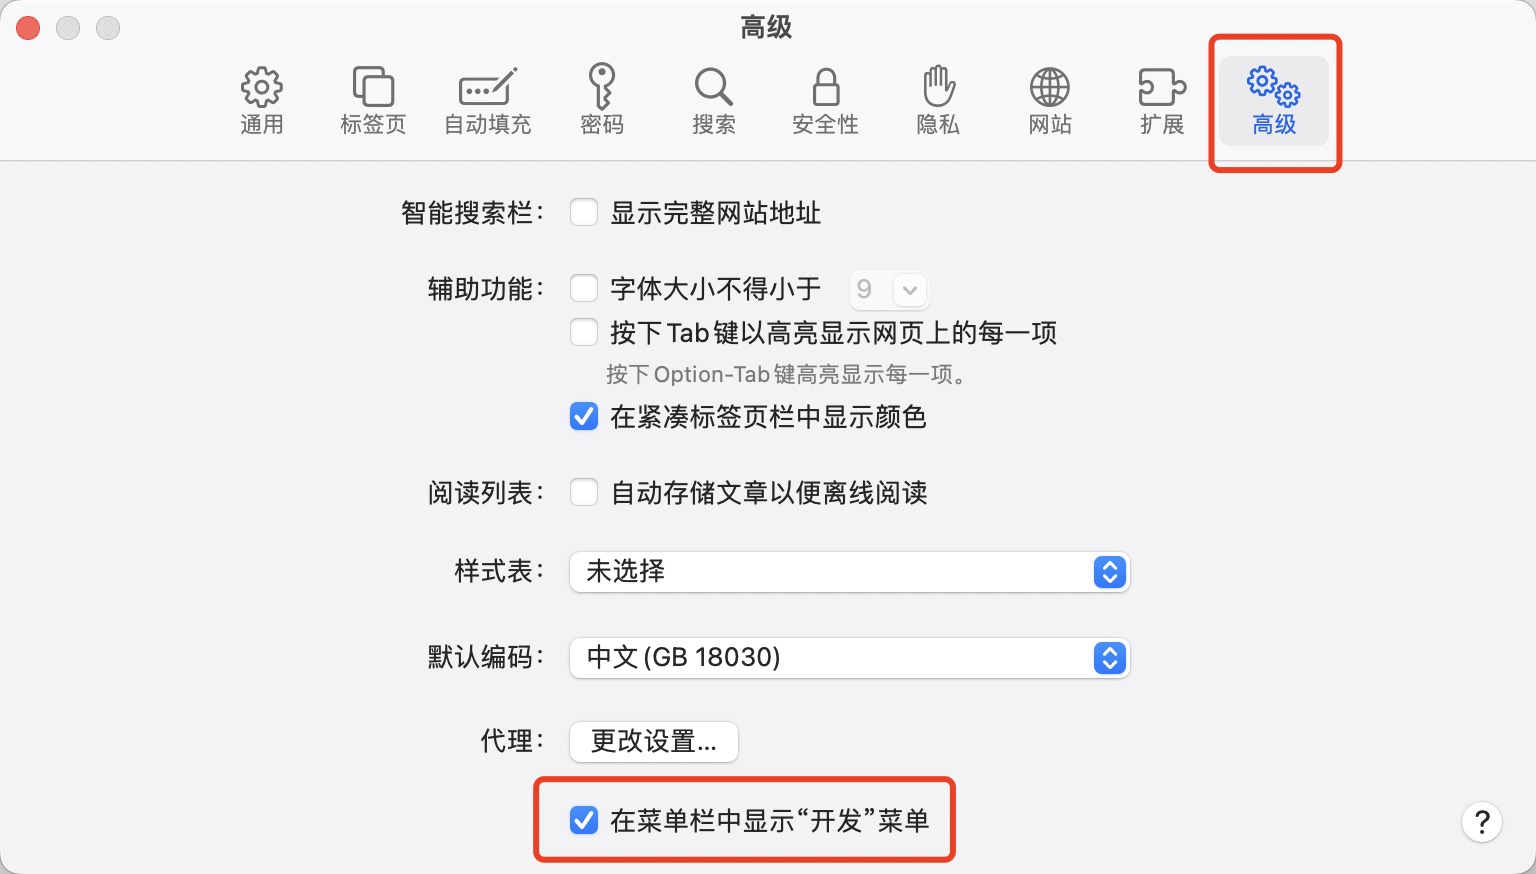 高级
通用 标签页 自动填充 密码 搜索 安全性 隐私 网站 扩展 高级
智能搜索栏： 显示完整网站地址
辅助功能： 字体大小不得小于 9
按下 Tab 键以高亮显示网页上的每一项
按下 Option-Tab 键高亮显示每一项。
在紧凑标签页栏中显示颜色
阅读列表： 自动存储文章以便离线阅读
样式表： 未选择
默认编码： 中文 (GB 18030)
代理： 更改设置...
在菜单栏中显示“开发”菜单
?